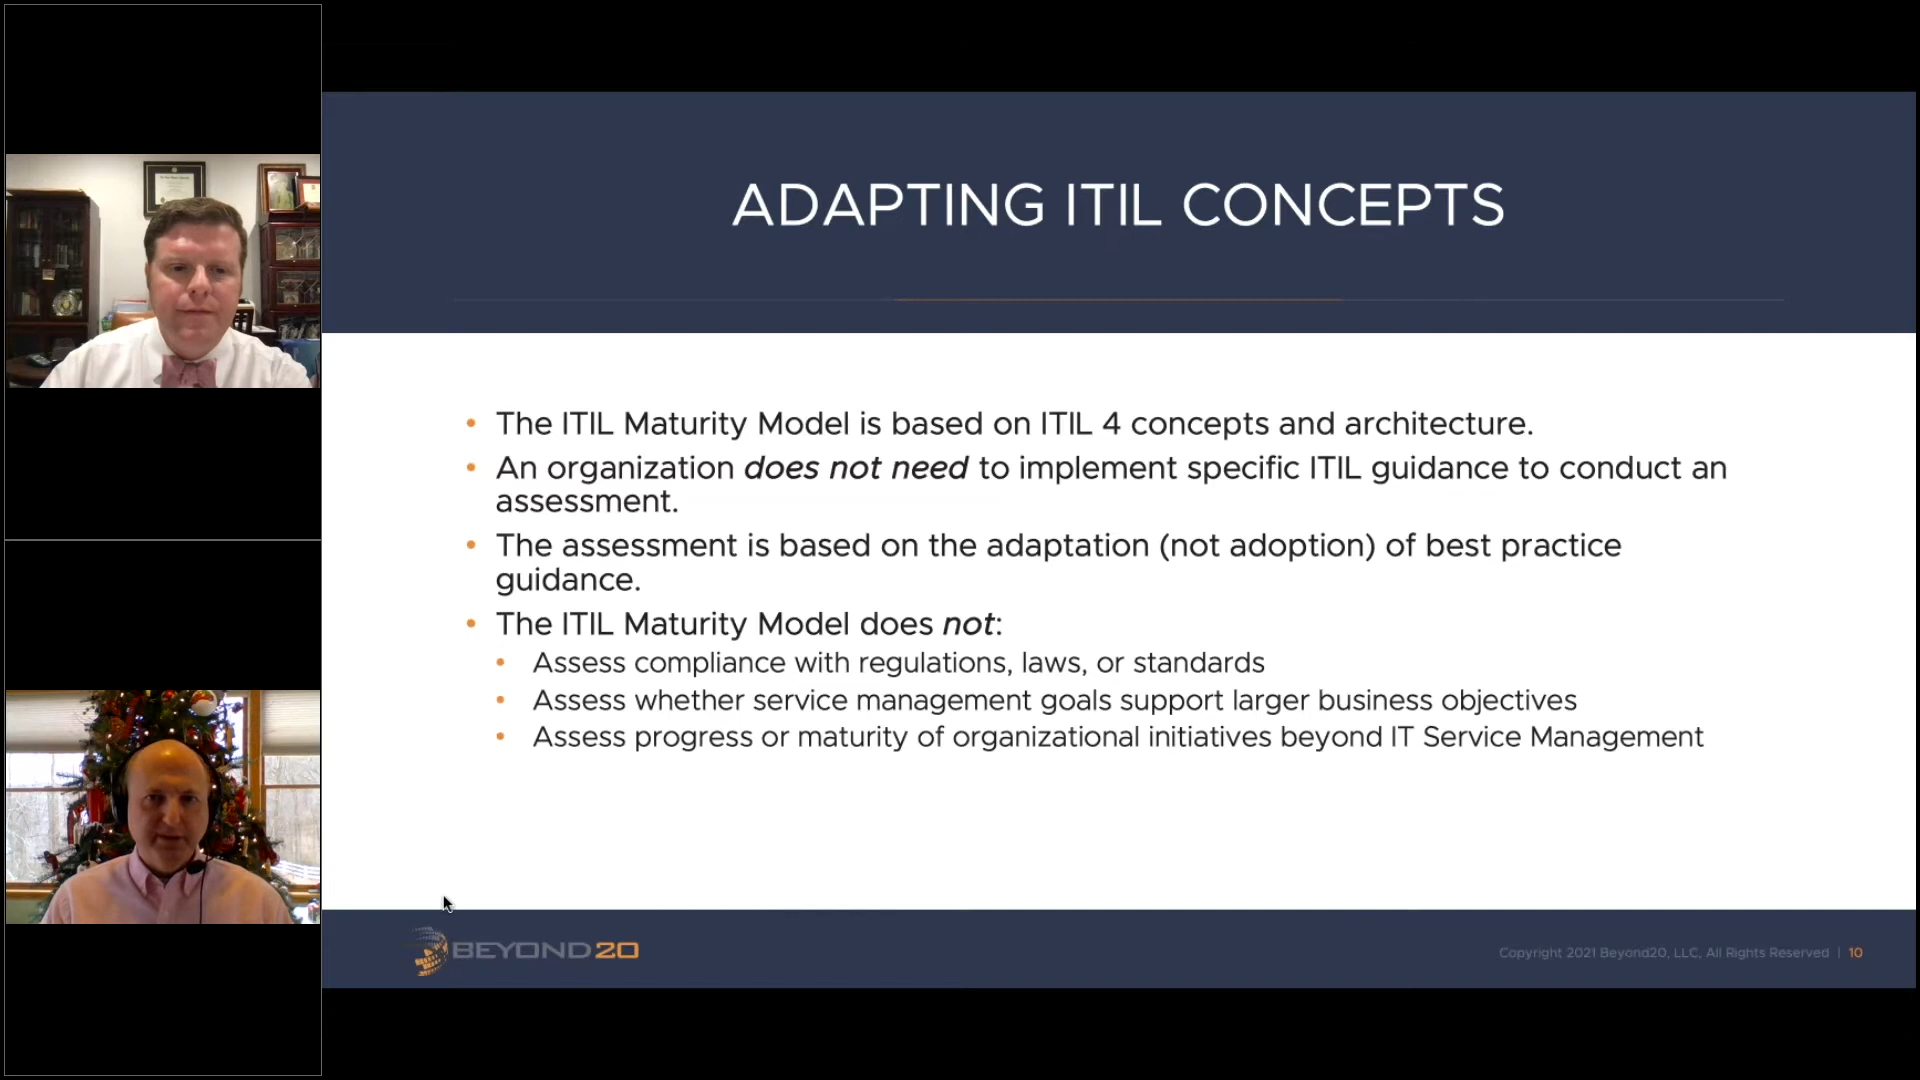 ADAPTING ITIL CONCEPTS
• The ITIL Maturity Model is based on ITIL 4 concepts and architecture.
• An organization does not need to implement specific ITIL guidance to conduct an
assessment.
• The assessment is based on the adaptation (not adoption) of best practice
guidance.
• The ITIL Maturity Model does not:
• Assess compliance with regulations, laws, or standards
• Assess whether service management goals support larger business objectives
• Assess progress or maturity of organizational initiatives beyond IT Service Management
BEYOND20
Copyright 2021 Beyond20, LLC, All Rights Reserved | 10